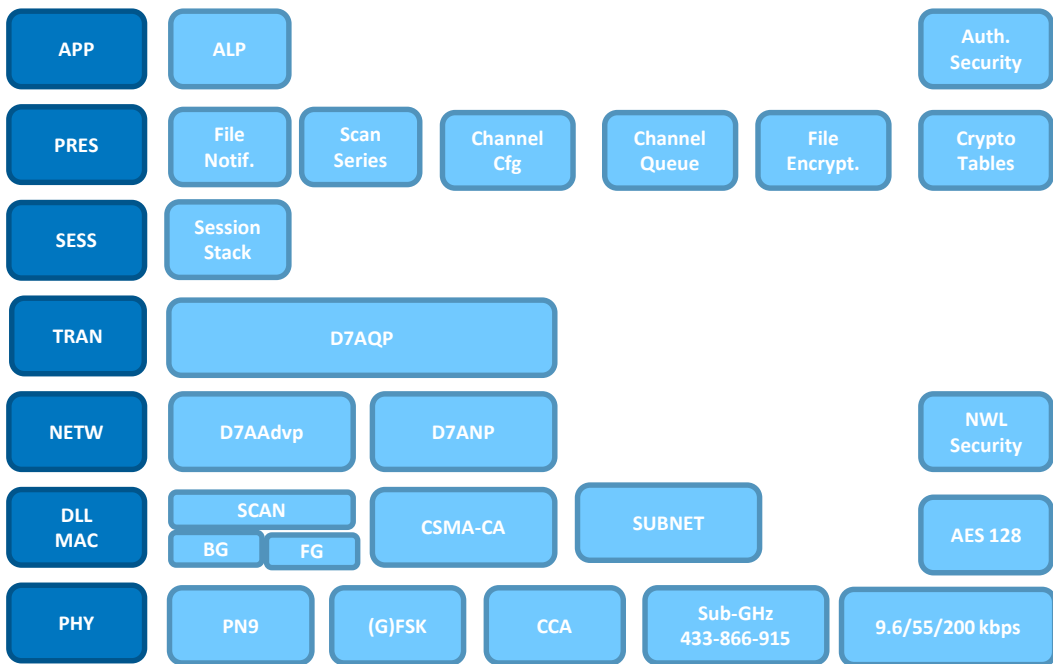 APP
ALP
Auth.
Security
PRES
File
Notif.
Scan
Series
Channel
Cfg
Channel
Queue
File
Encrypt.
Crypto
Tables
SESS
Session
Stack
TRAN
D7AQP
NETW
D7AAdvp
D7ANP
NWL
Security
DLL
MAC
SCAN
BG
FG
CSMA-CA
SUBNET
AES 128
PHY
PN9
(G)FSK
CCA
Sub-GHz
433-866-915
9.6/55/200 kbps